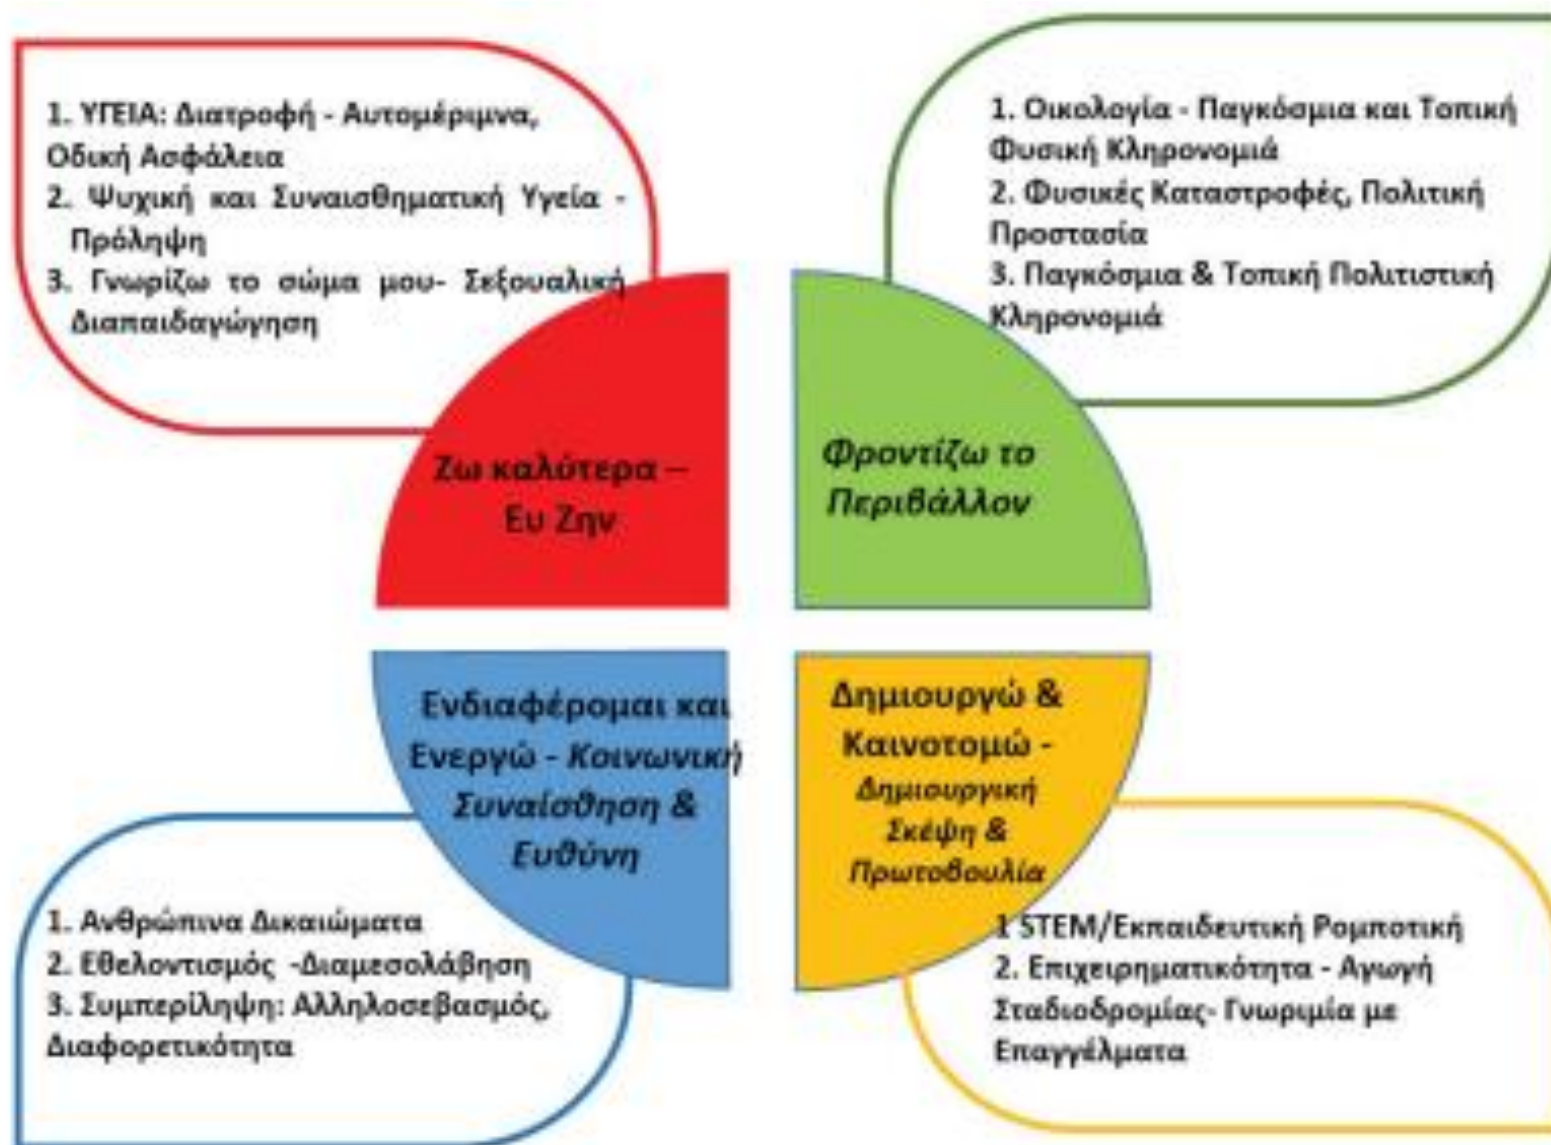 1. ΥΓΕΙΑ: Διατροφή - Αυτομέριμνα,
Οδική Ασφάλεια
2. Ψυχική και Συναισθηματική Υγεία -
Πρόληψη
3. Γνωρίζω το σώμα μου- Σεξουαλική
Διαπαιδαγώγηση
Ζω καλύτερα –
Ευ Ζην
1. Οικολογία - Παγκόσμια και Τοπική
Φυσική Κληρονομιά
2. Φυσικές Καταστροφές, Πολιτική
Προστασία
3. Παγκόσμια & Τοπική Πολιτιστική
Κληρονομιά
Φροντίζω το
Περιβάλλον
Ενδιαφέρομαι και
Ενεργώ - Κοινωνική
Συναίσθηση &
Ευθύνη
1. Ανθρώπινα Δικαιώματα
2. Εθελοντισμός -Διαμεσολάβηση
3. Συμπερίληψη: Αλληλοσεβασμός,
Διαφορετικότητα
Δημιουργώ &
Καινοτομώ -
Δημιουργική
Σκέψη &
Πρωτοβουλία
1 STEM/Εκπαιδευτική Ρομποτική
2. Επιχειρηματικότητα - Αγωγή
Σταδιοδρομίας- Γνωριμία με
Επαγγέλματα